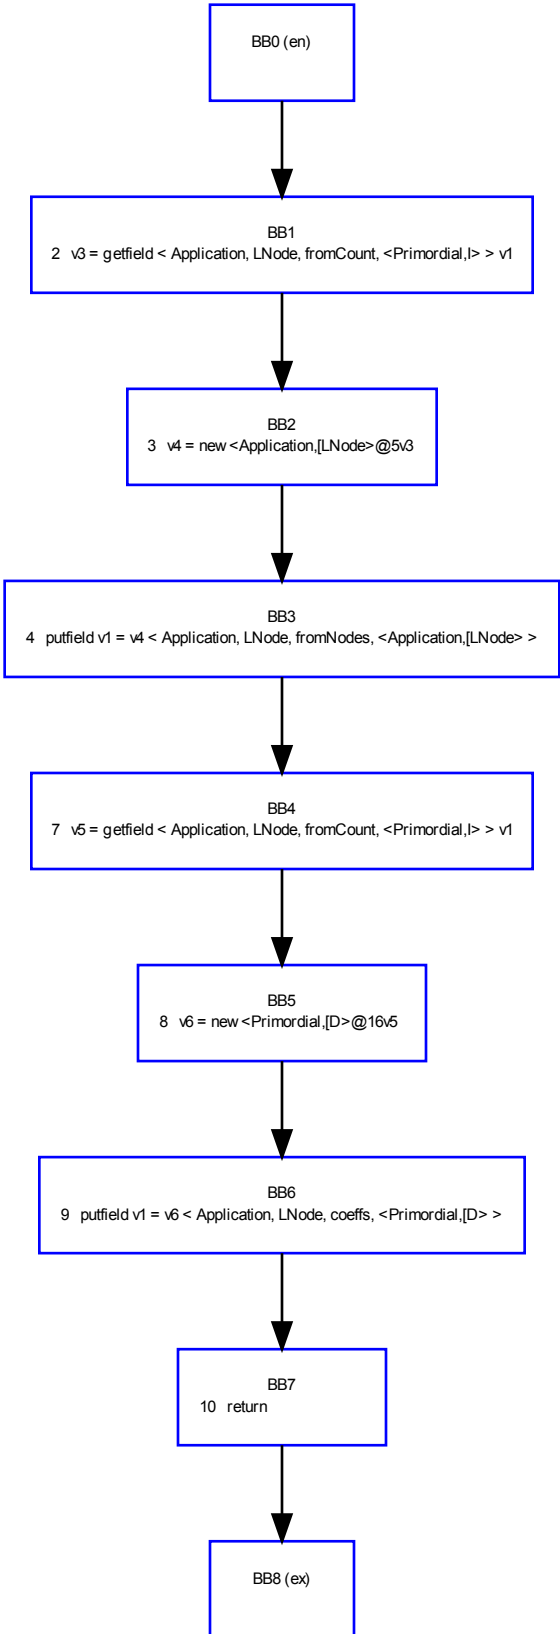 BB0 (en)
BB1
2 v3 = getfield < Application, LNode, fromCount, <Primordial,I> > v1
BB2
3 v4 = new <Application,[LNode>@5v3
BB3
4 putfield v1 = v4 < Application, LNode, fromNodes, <Application,[LNode> >
BB4
7 v5 = getfield < Application, LNode, fromCount, <Primordial,I> > v1
BB5
8 v6 = new <Primordial,[D>@16v5
BB6
9 putfield v1 = v6 < Application, LNode, coeffs, <Primordial,[D> >
BB7
10 return
BB8 (ex)